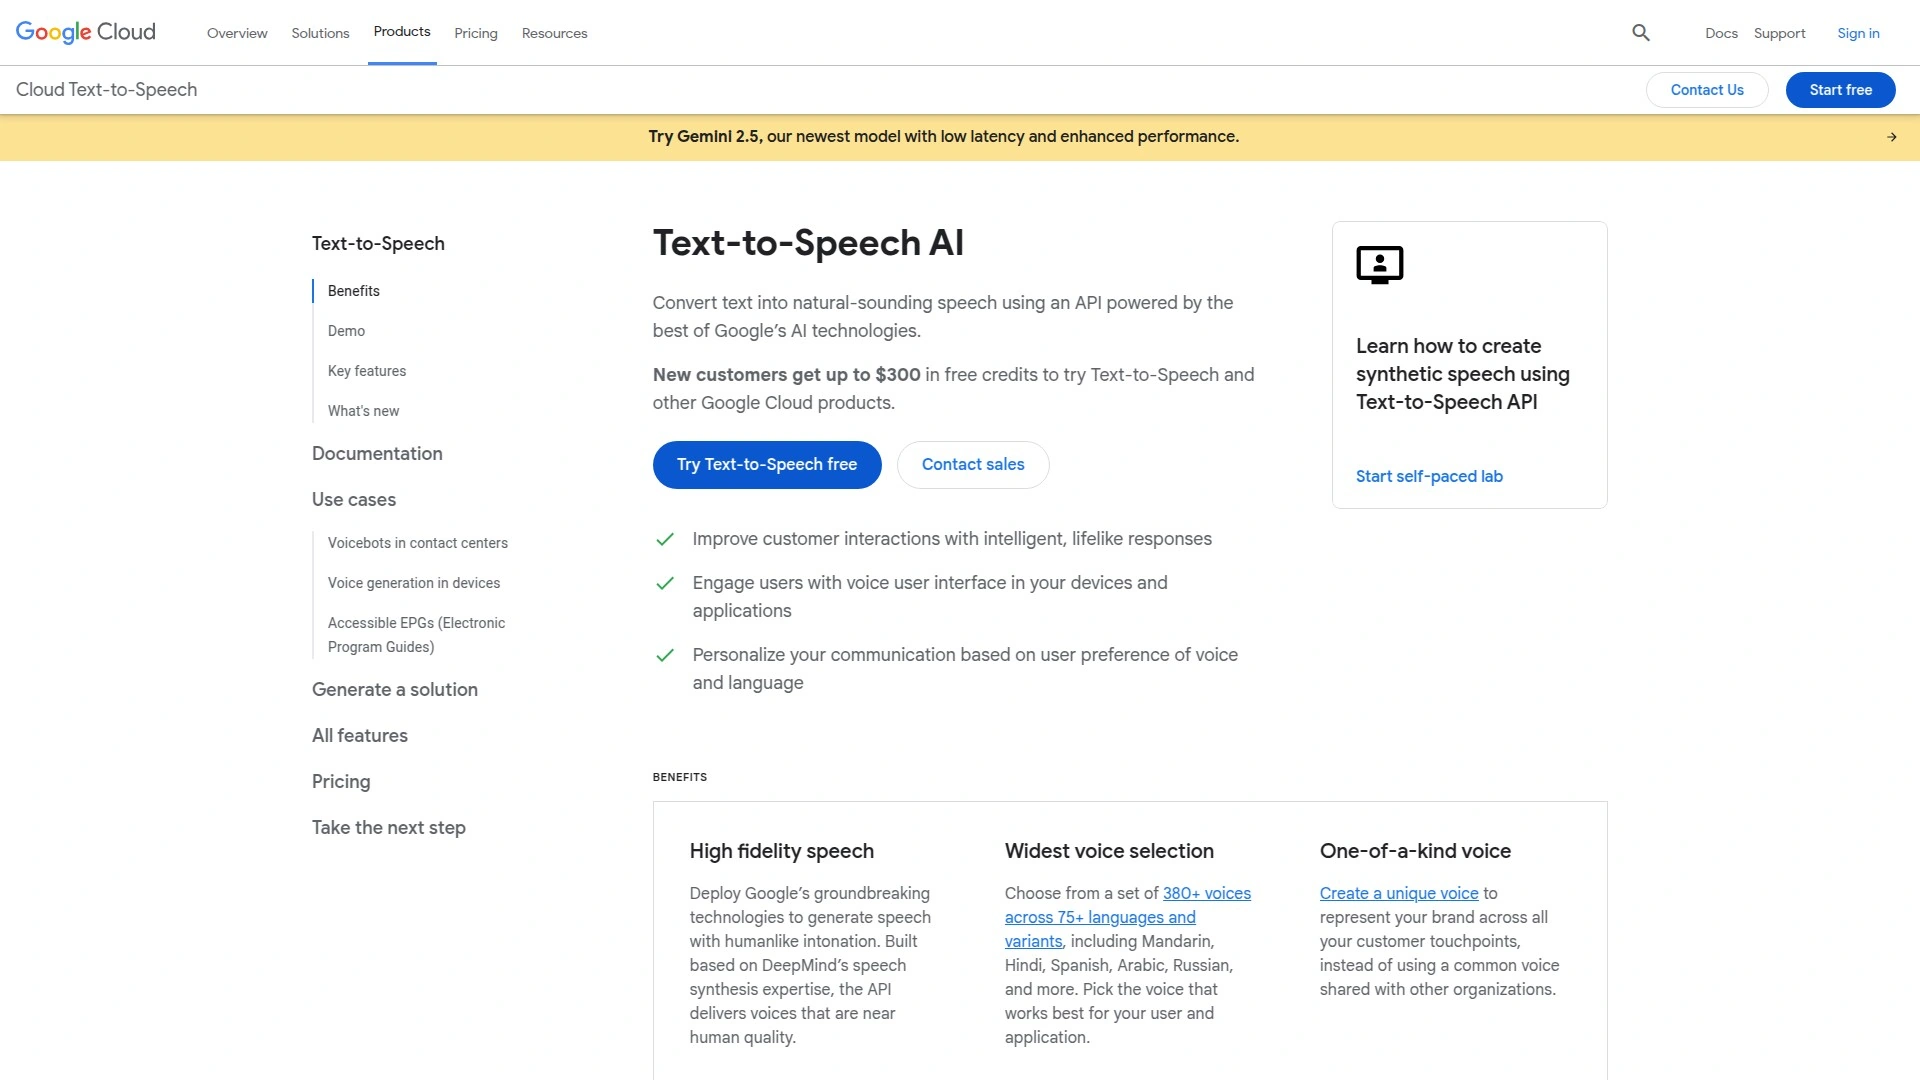 Google Cloud
Overview
Solutions
Products
Pricing
Resources
Docs
Support
Sign in
Cloud Text-to-Speech
Contact Us
Start free
Try Gemini 2.5, our newest model with low latency and enhanced performance.
Text-to-Speech
Benefits
Demo
Key features
What's new
Documentation
Use cases
Voicebots in contact centers
Voice generation in devices
Accessible EPGs (Electronic
Program Guides)
Generate a solution
All features
Pricing
Take the next step
Text-to-Speech AI
Convert text into natural-sounding speech using an API powered by the
best of Google’s AI technologies.
New customers get up to $300 in free credits to try Text-to-Speech and
other Google Cloud products.
Try Text-to-Speech free
Contact sales
Improve customer interactions with intelligent, lifelike responses
Engage users with voice user interface in your devices and
applications
Personalize your communication based on user preference of voice
and language
Learn how to create
synthetic speech using
Text-to-Speech API
Start self-paced lab
BENEFITS
High fidelity speech
Deploy Google’s groundbreaking
technologies to generate speech
with humanlike intonation. Built
based on DeepMind’s speech
synthesis expertise, the API
delivers voices that are near
human quality.
Widest voice selection
Choose from a set of 380+ voices
across 75+ languages and
variants, including Mandarin,
Hindi, Spanish, Arabic, Russian,
and more. Pick the voice that
works best for your user and
application.
One-of-a-kind voice
Create a unique voice to
represent your brand across all
your customer touchpoints,
instead of using a common voice
shared with other organizations.